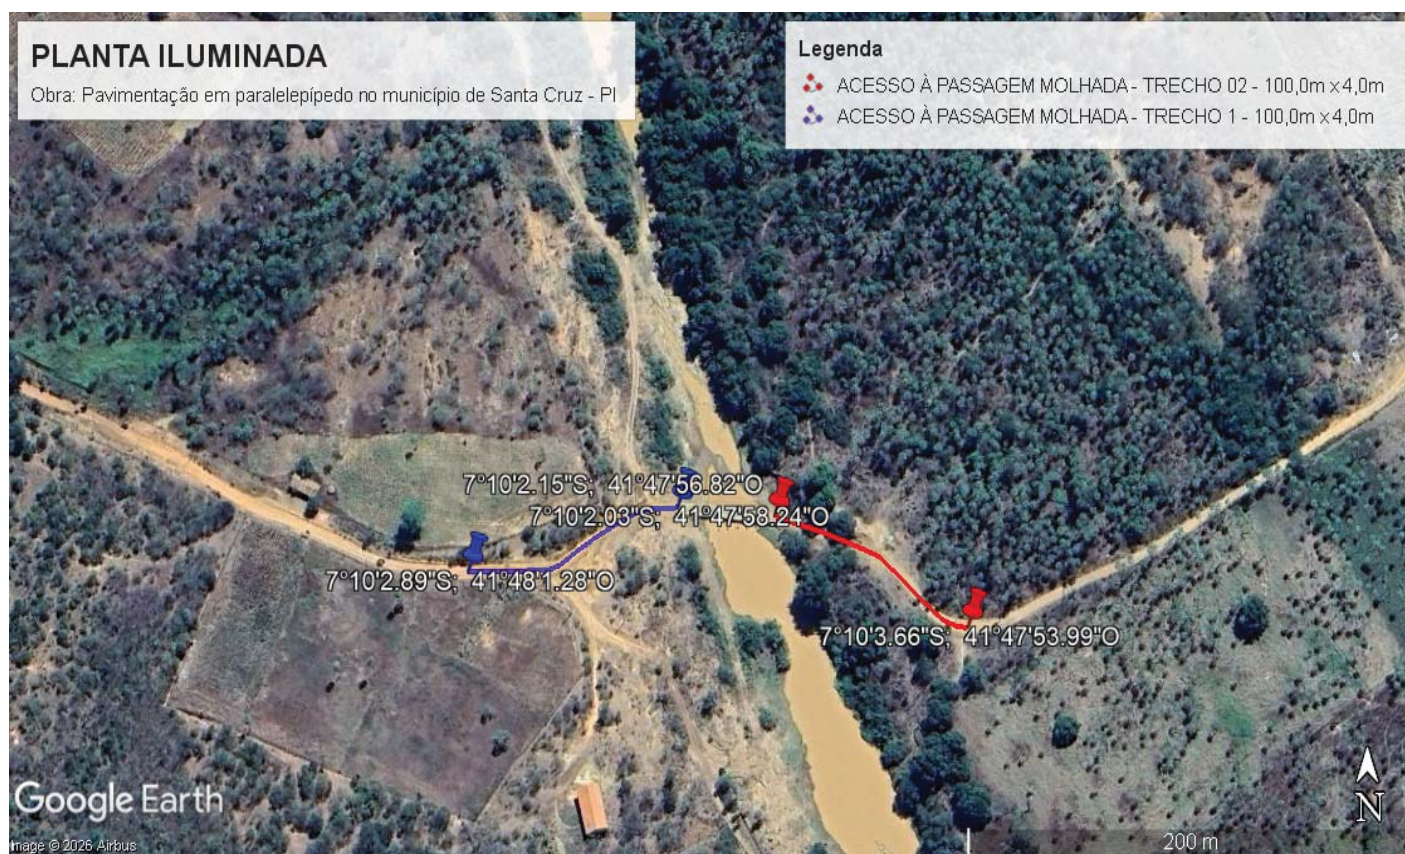 PLANTA ILUMINADA
Obra: Pavimentação em paralelepípedo no município de Santa Cruz - PI
Legenda
ACESSO À PASSAGEM MOLHADA - TRECHO 02 - 100,0m x 4,0m
ACESSO À PASSAGEM MOLHADA - TRECHO 1 - 100,0m x 4,0m
7°10'2.15"S; 41°47'56.82"O
7°10'2.03"S; 41°47'58.24"O
7°10'2.89"S; 41°48'1.28"O
7°10'3.66"S; 41°47'53.99"O
Google Earth
N
200 m
Image © 2026 Airbus